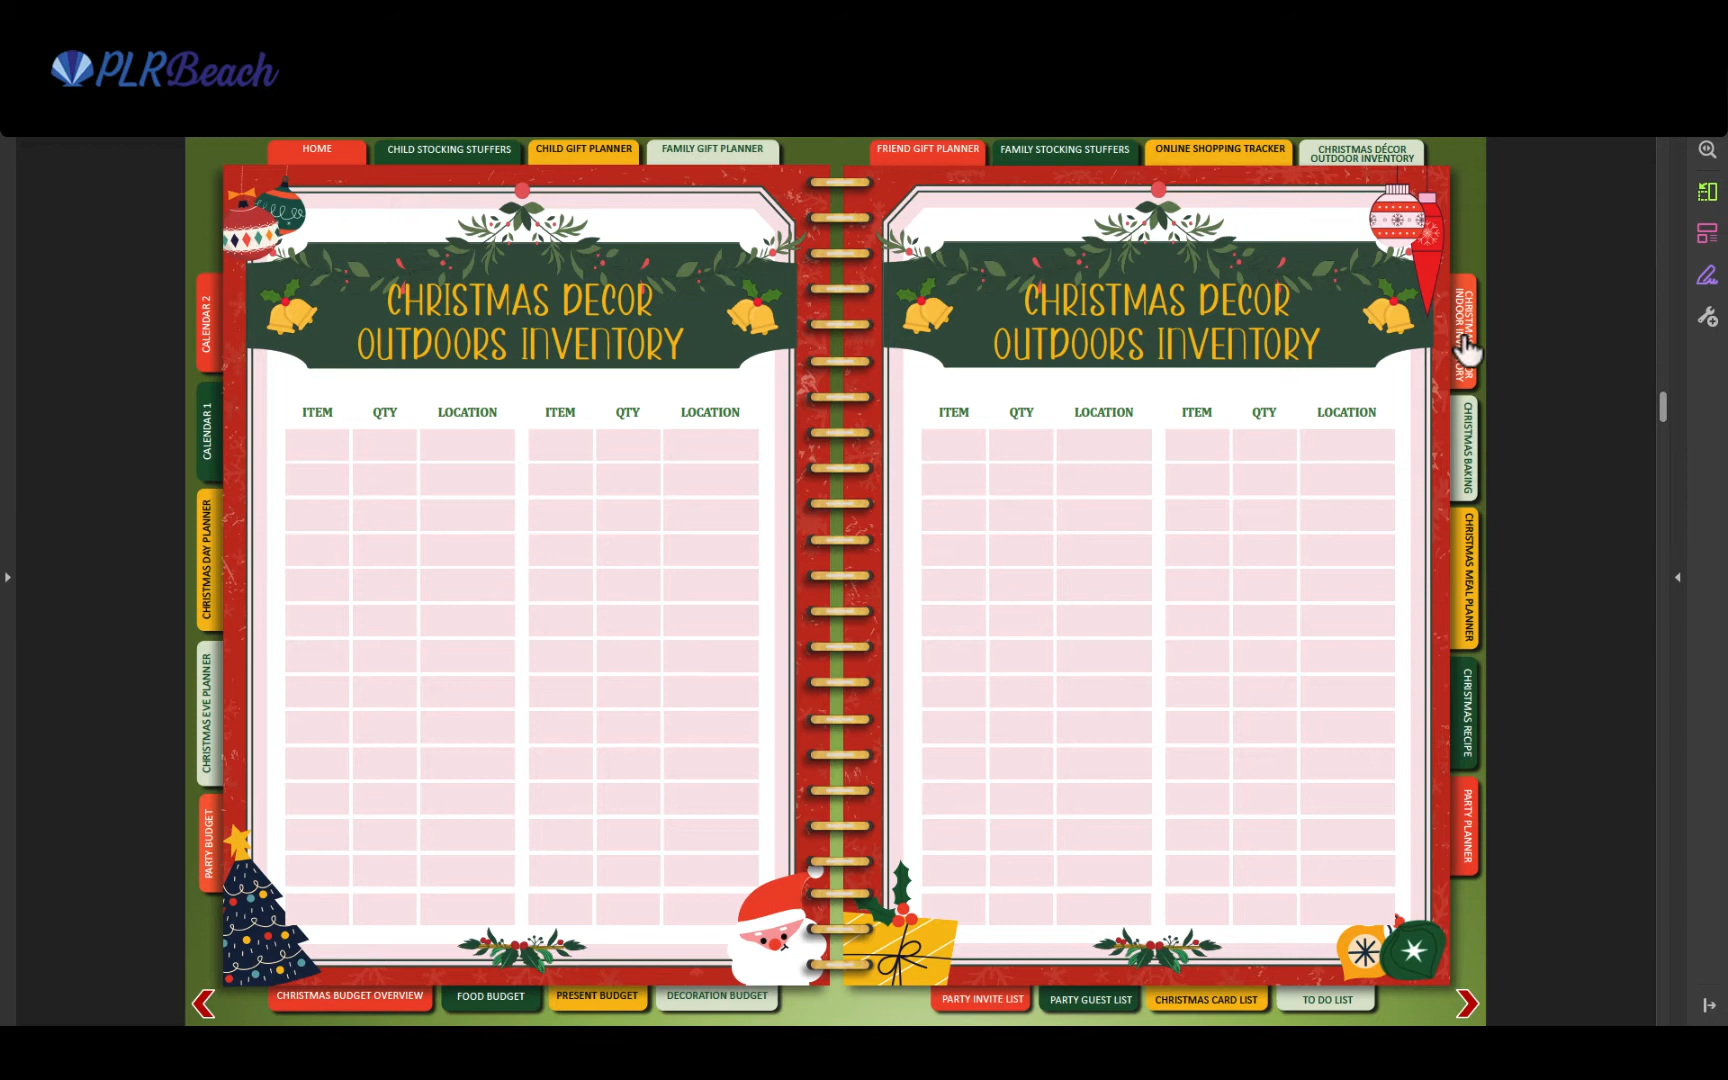 PLRBeach
HOME
CHILD STOCKING STUFFERS
CHILD GIFT PLANNER
FAMILY GIFT PLANNER
FRIEND GIFT PLANNER
FAMILY STOCKING STUFFERS
ONLINE SHOPPING TRACKER
CHRISTMAS DÉCOR
OUTDOOR INVENTORY
CALENDAR 2
CALENDAR 1
CHRISTMAS DAY PLANNER
CHRISTMAS EVE PLANNER
PARTY BUDGET
CHRISTMAS DECOR
OUTDOORS INVENTORY
ITEM QTY LOCATION ITEM QTY LOCATION
CHRISTMAS DECOR
OUTDOORS INVENTORY
ITEM QTY LOCATION ITEM QTY LOCATION
INDOOR
CHRISTMAS BAKING
CHRISTMAS MEAL PLANNER
CHRISTMAS RECIPE
PARTY PLANNER
CHRISTMAS BUDGET OVERVIEW
FOOD BUDGET
PRESENT BUDGET
DECORATION BUDGET
PARTY INVITE LIST
PARTY GUEST LIST
CHRISTMAS CARD LIST
TO DO LIST